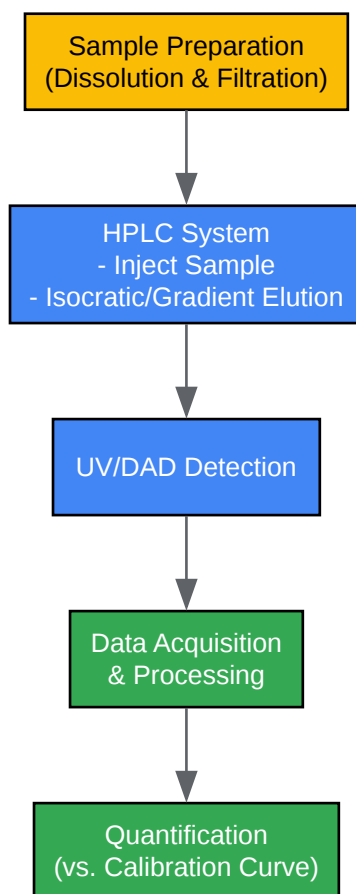 Sample Preparation
(Dissolution & Filtration)
HPLC System
- Inject Sample
- Isocratic/Gradient Elution
UV/DAD Detection
Data Acquisition
& Processing
Quantification
(vs. Calibration Curve)